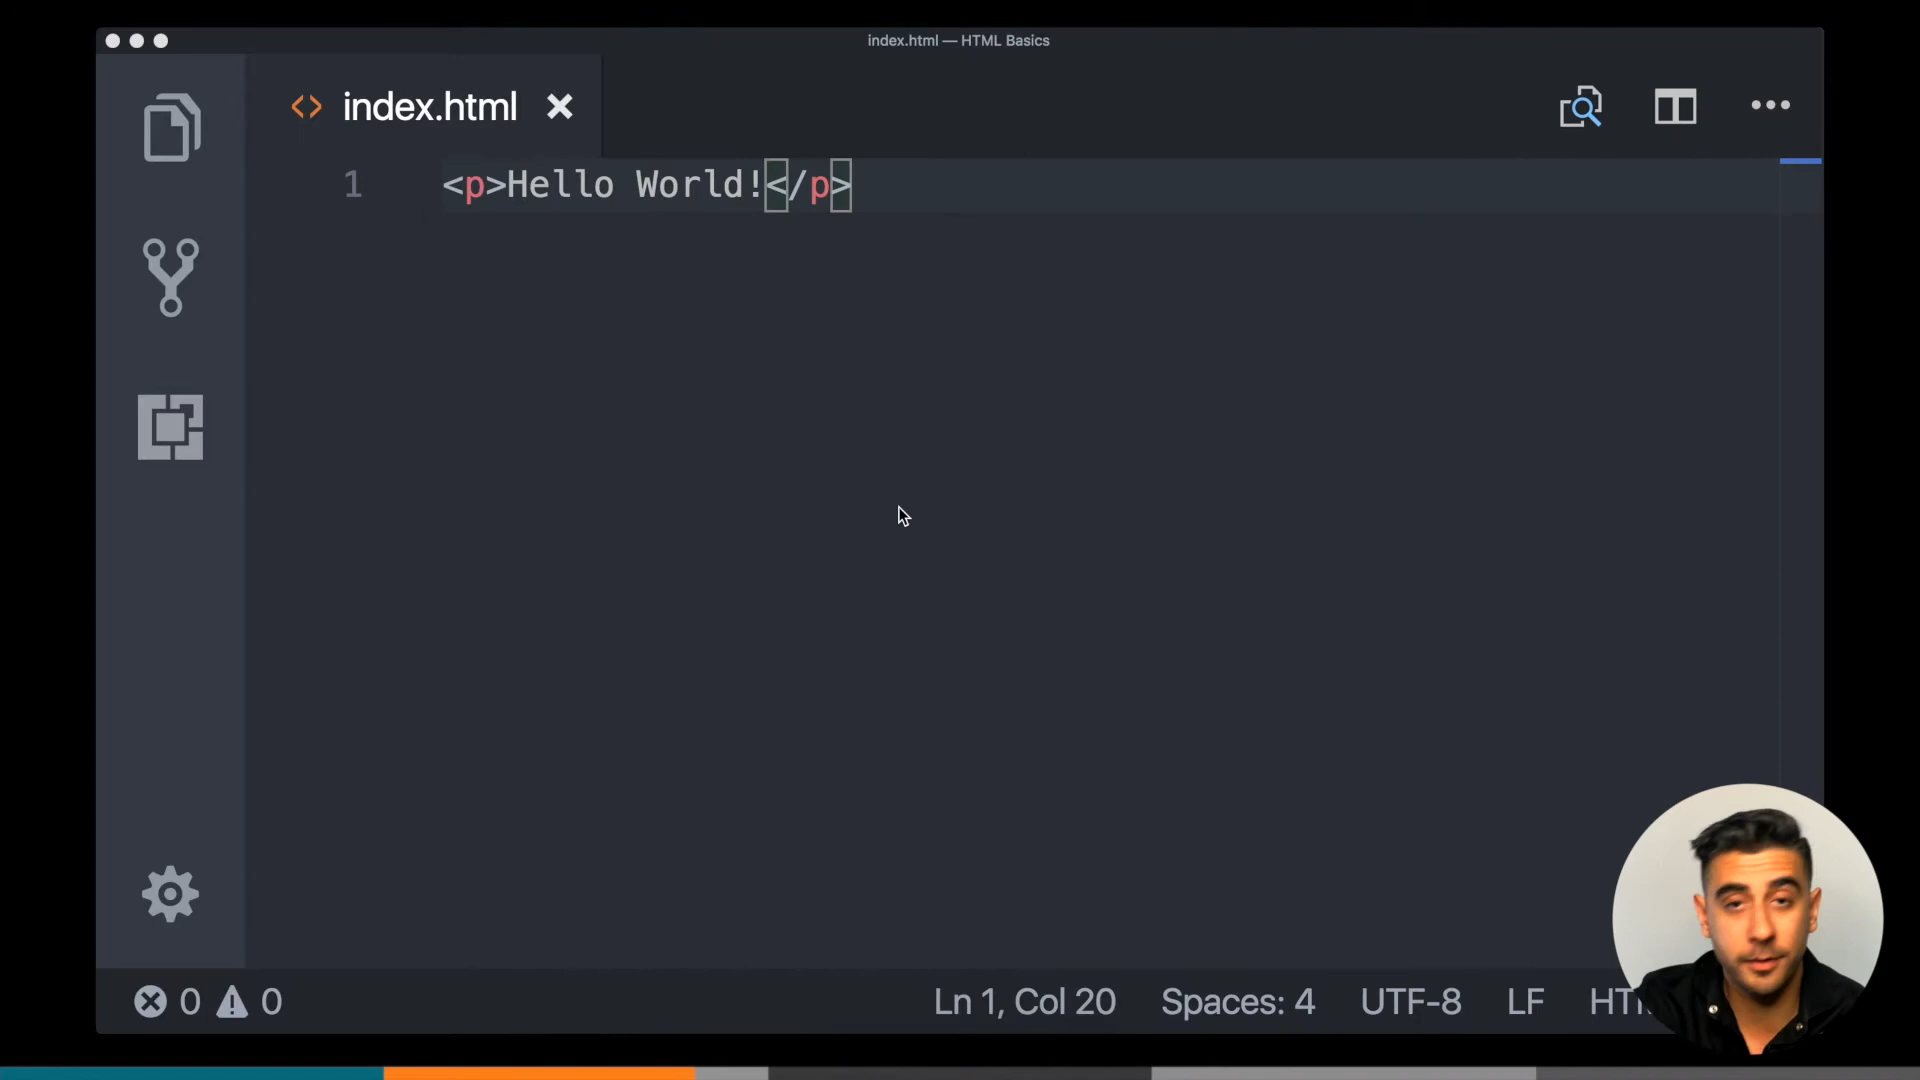 index.html — HTML Basics
<> index.html
1 <p>Hello World!</p>
0 0 Ln 1, Col 20 Spaces: 4 UTF-8 LF